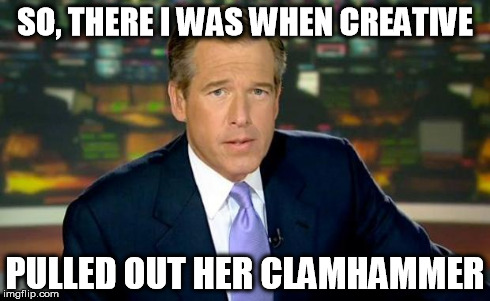 SO, THERE I WAS WHEN CREATIVE
PULLED OUT HER CLAMHAMMER
imgflip.com